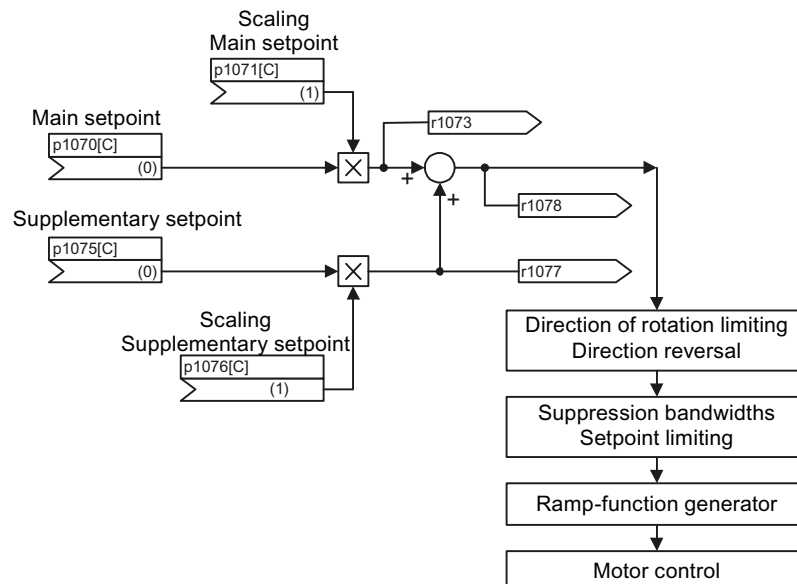 Scaling
Main setpoint
p1071[C]
(1)
r1073
Main setpoint
p1070[C]
(0)
+
+
r1078
Supplementary setpoint
p1075[C]
(0)
r1077
Scaling
Supplementary setpoint
p1076[C]
(1)
Direction of rotation limiting
Direction reversal
Suppression bandwidths
Setpoint limiting
Ramp-function generator
Motor control